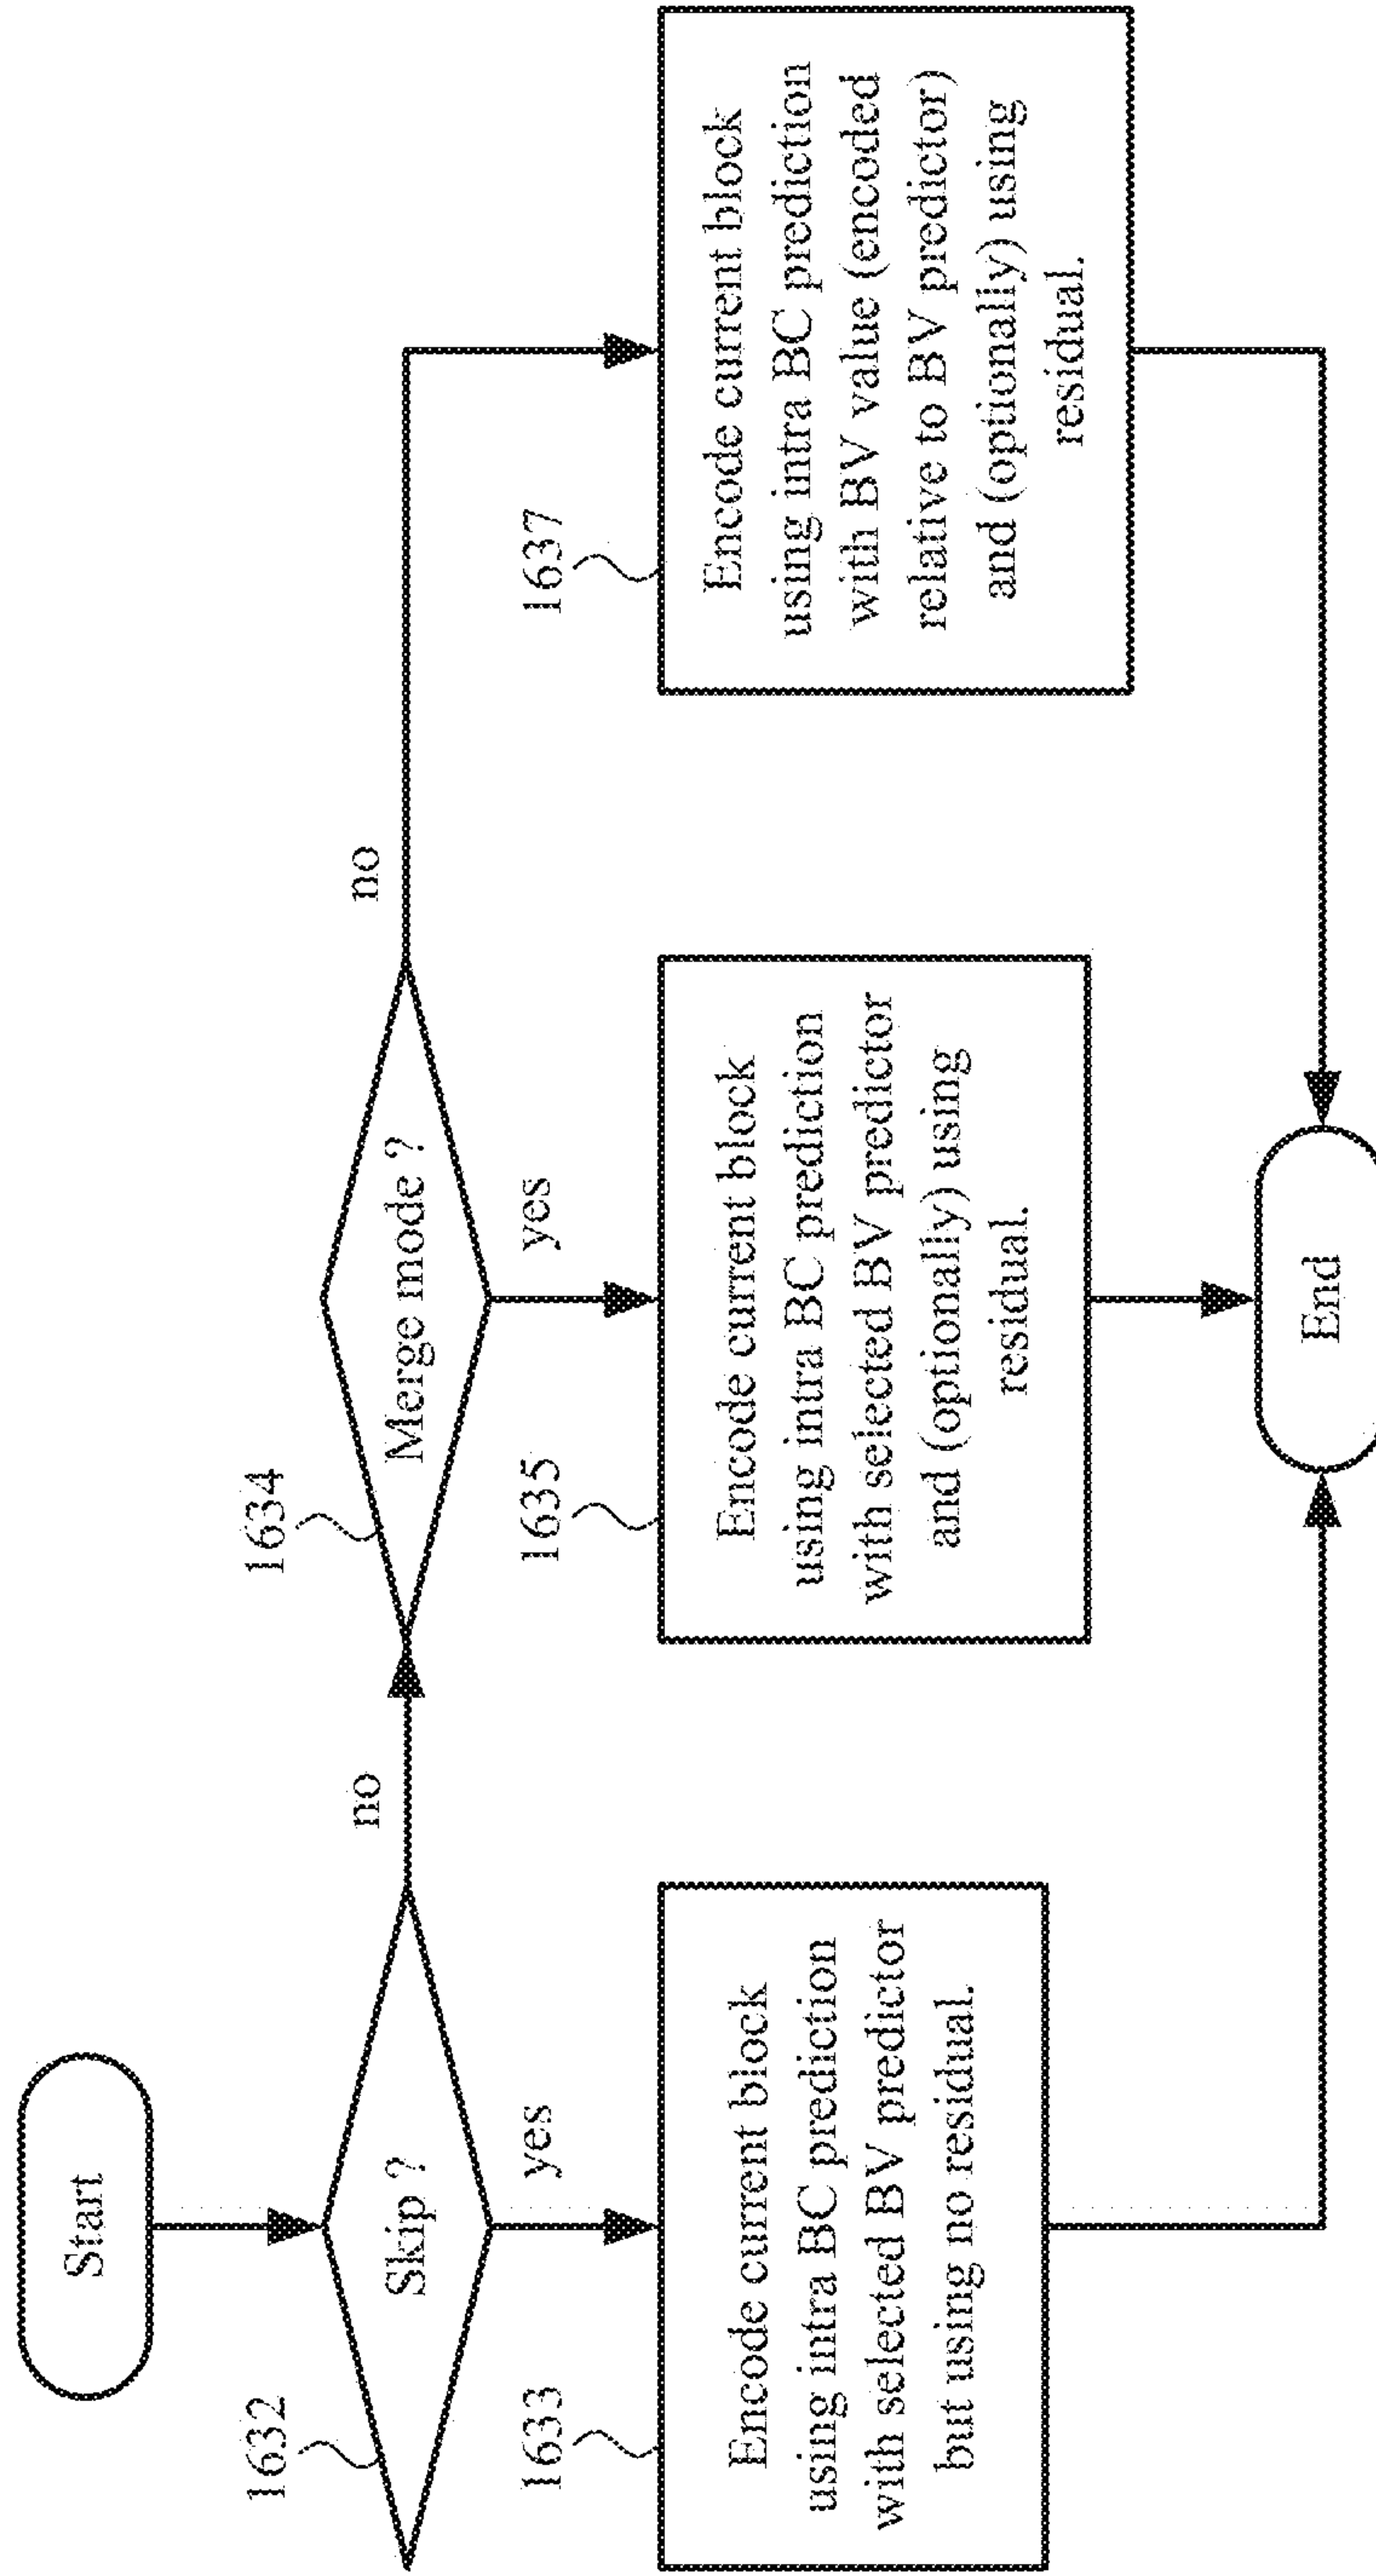 Start
1632
Skip ?
no
yes
1633
Encode current block
using intra BC prediction
with selected BV predictor
but using no residual.
1634
Merge mode ?
no
yes
1635
Encode current block
using intra BC prediction
with selected BV predictor
and (optionally) using
residual.
1637
Encode current block
using intra BC prediction
with BV value (encoded
relative to BV predictor)
and (optionally) using
residual.
End